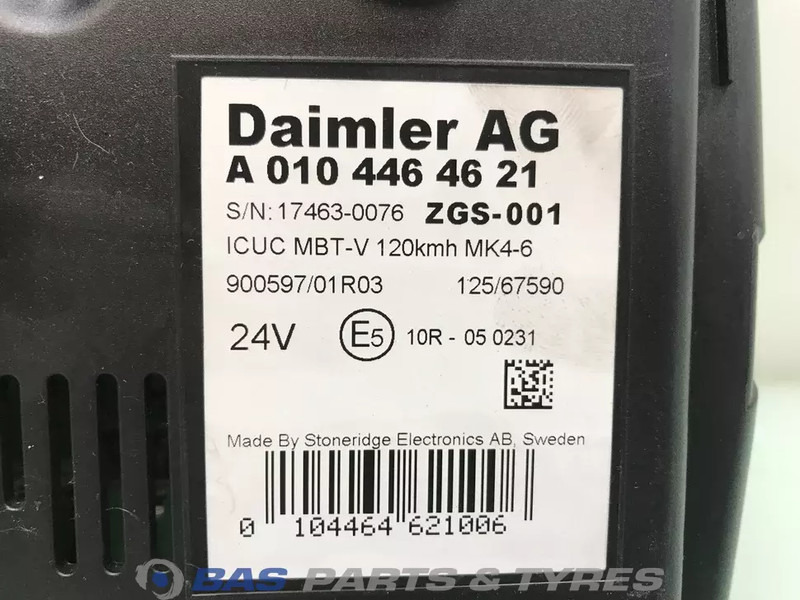 Daimler AG
A 010 446 46 21
S/N: 17463-0076 ZGS-001
ICUC MBT-V 120kmh MK4-6
900597/01R03 125/67590
24V E5 10R - 05 0231
Made By Stoneridge Electronics AB, Sweden
0 104464 621006
BAS PARTS & TYRES